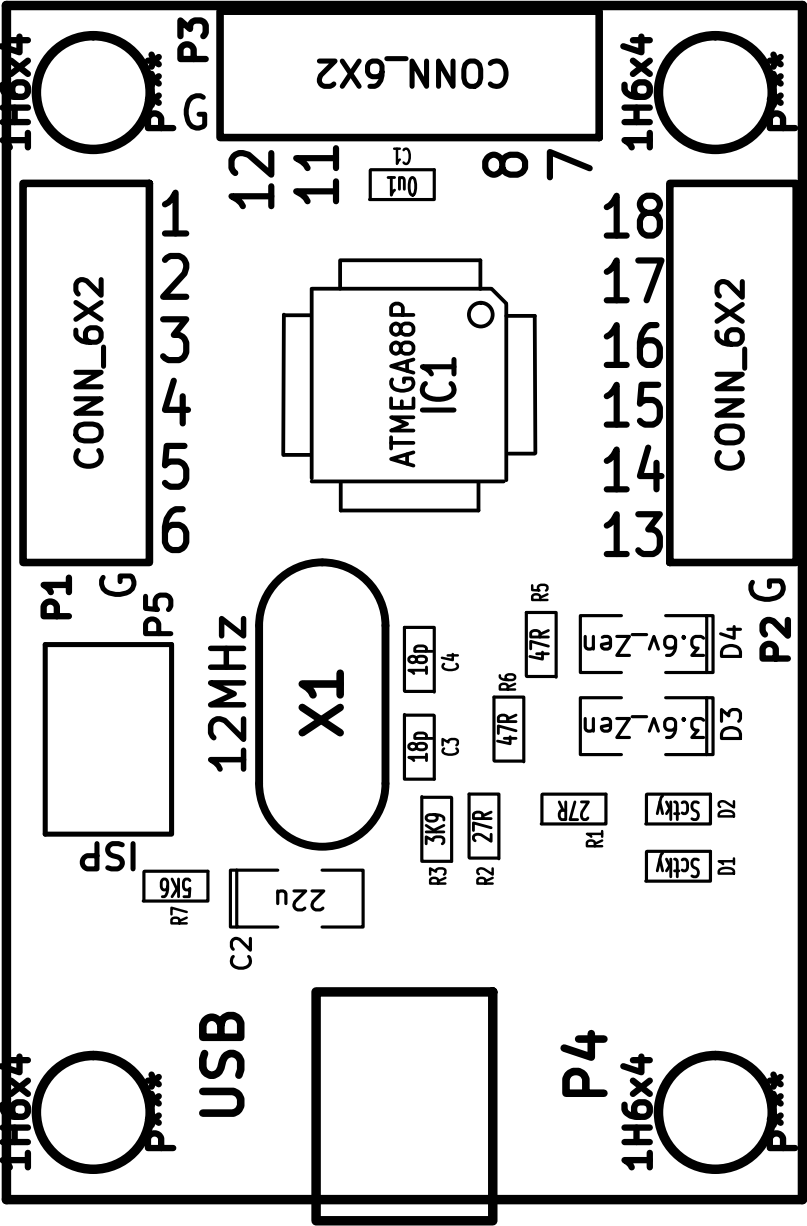 1H6x4
P***
P3
G
CONN_6X2
1H6x4
P***
12
11
C1
0u1
8
7
CONN_6X2
1
2
3
4
5
6
ATMEGA88P
IC1
18
17
16
15
14
13
CONN_6X2
P1
G
P5
ISP
12MHz
X1
18p
C4
18p
C3
R5
47R
R6
47R
3.6v_Zen
D4
3.6v_Zen
D3
G
P2
3K9
R3
27R
R2
27R
R1
Sctky
D2
Sctky
D1
5K6
R7
22u
C2
USB
P4
1H6x4
P***
1H6x4
P***